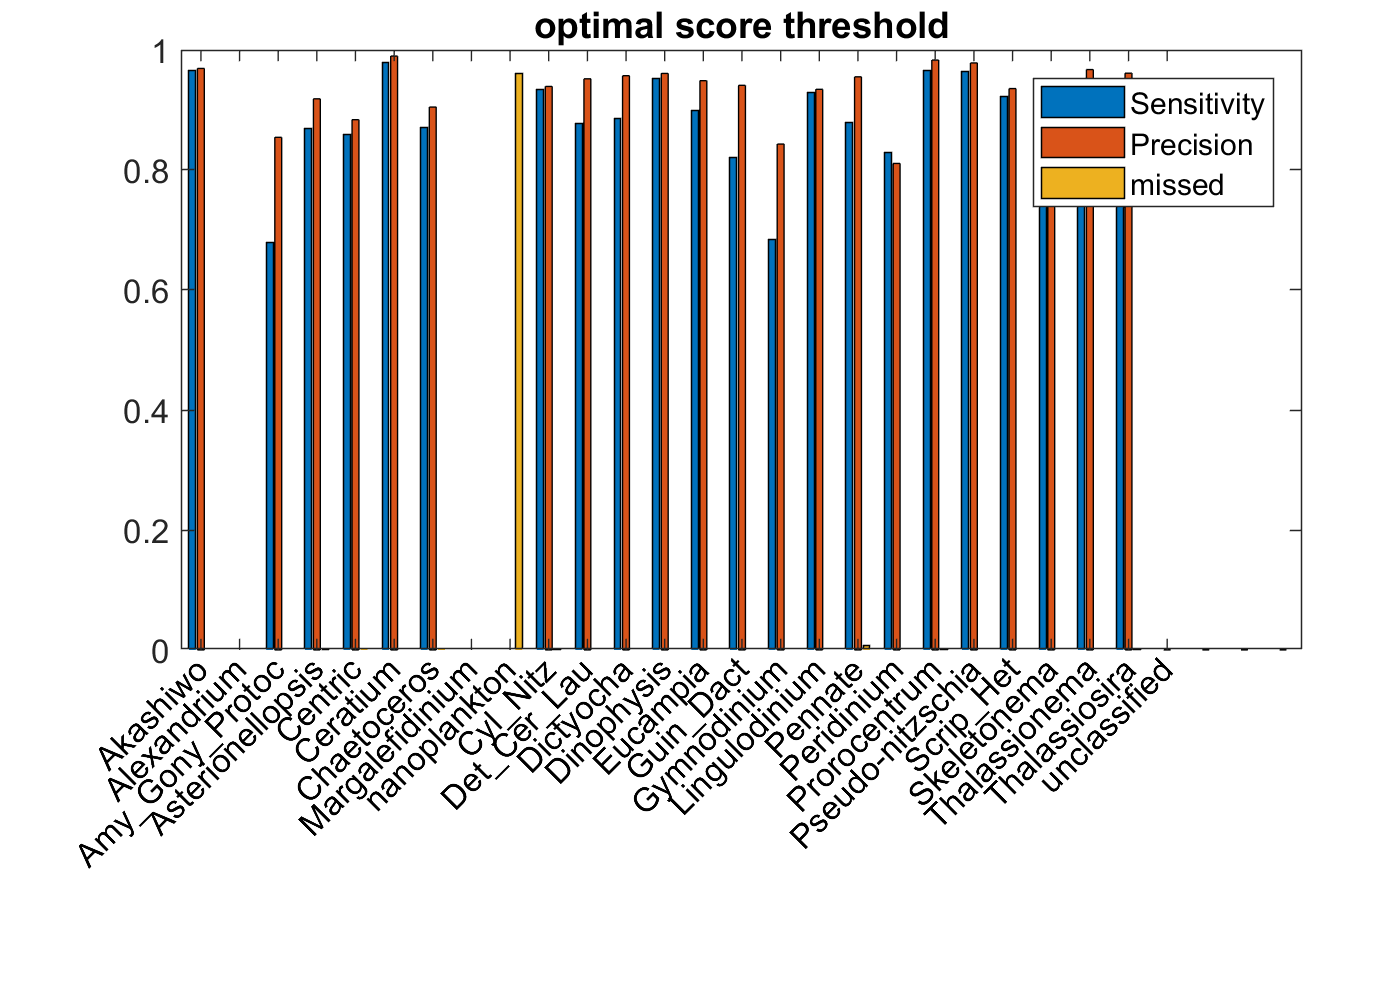 optimal score threshold
1
0.8
0.6
0.4
0.2
0
Sensitivity
Precision
missed
Akashiwo
Alexandrium
Amy_Gony_Protoc
Asterionellopsis
Centric
Ceratium
Chaetoceros
Margalefidinium
nanoplankton
Cyl_Nitz
Det_Cer_Lau
Dictyocha
Dinophysis
Eucampia
Guin_Dact
Gymnodinium
Lingulodinium
Pennate
Peridinium
Prorocentrum
Pseudo-nitzschia
Scrip_Het
Skeletonema
Thalassionema
Thalassiosira
unclassified